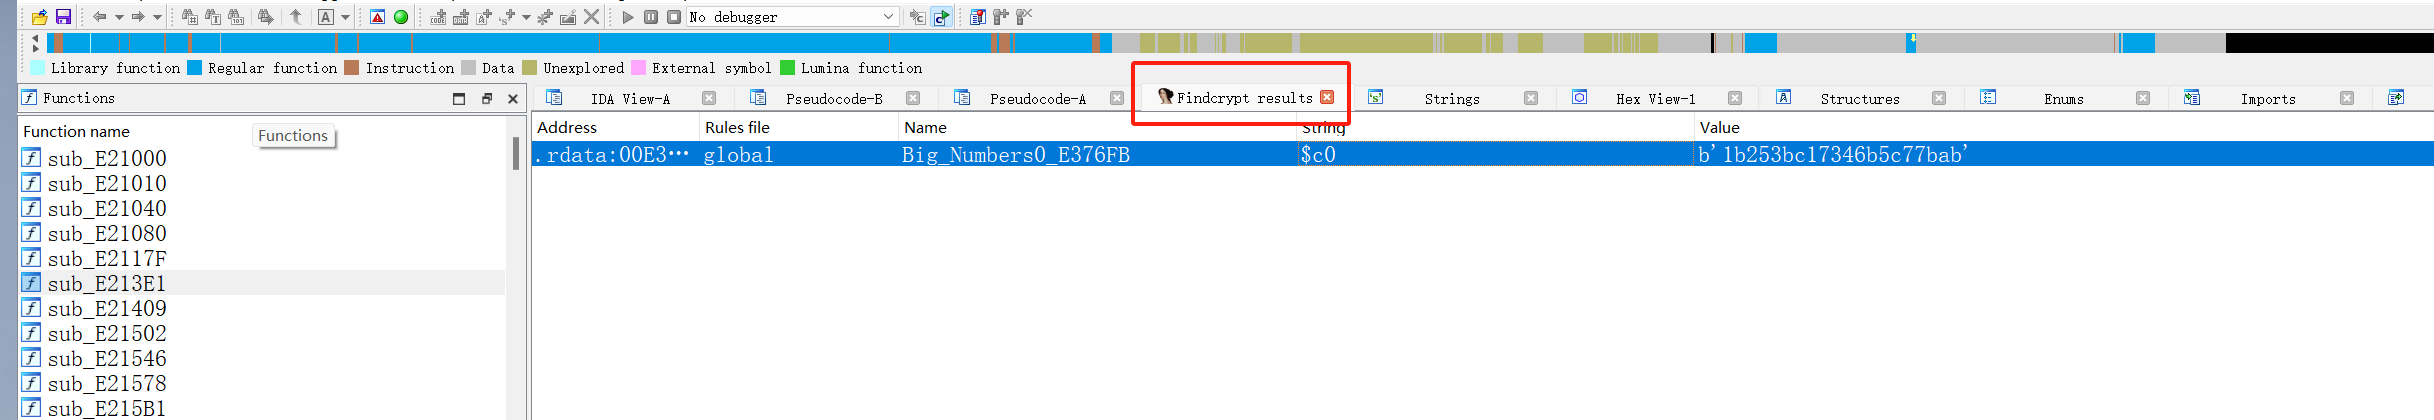 No debugger
Library function Regular function Instruction Data Unexplored External symbol Lumina function
Functions
IDA View-A Pseudocode-B Pseudocode-A Findcrypt results Strings Hex View-1 Structures Enums Imports
Function name
Functions
sub_E21000
sub_E21010
sub_E21040
sub_E21080
sub_E2117F
sub_E213E1
sub_E21409
sub_E21502
sub_E21546
sub_E21578
sub_E215B1
Address Rules file Name String Value
.rdata:00E3… global Big_Numbers0_E376FB $c0 b'1b253bc17346b5c77bab'